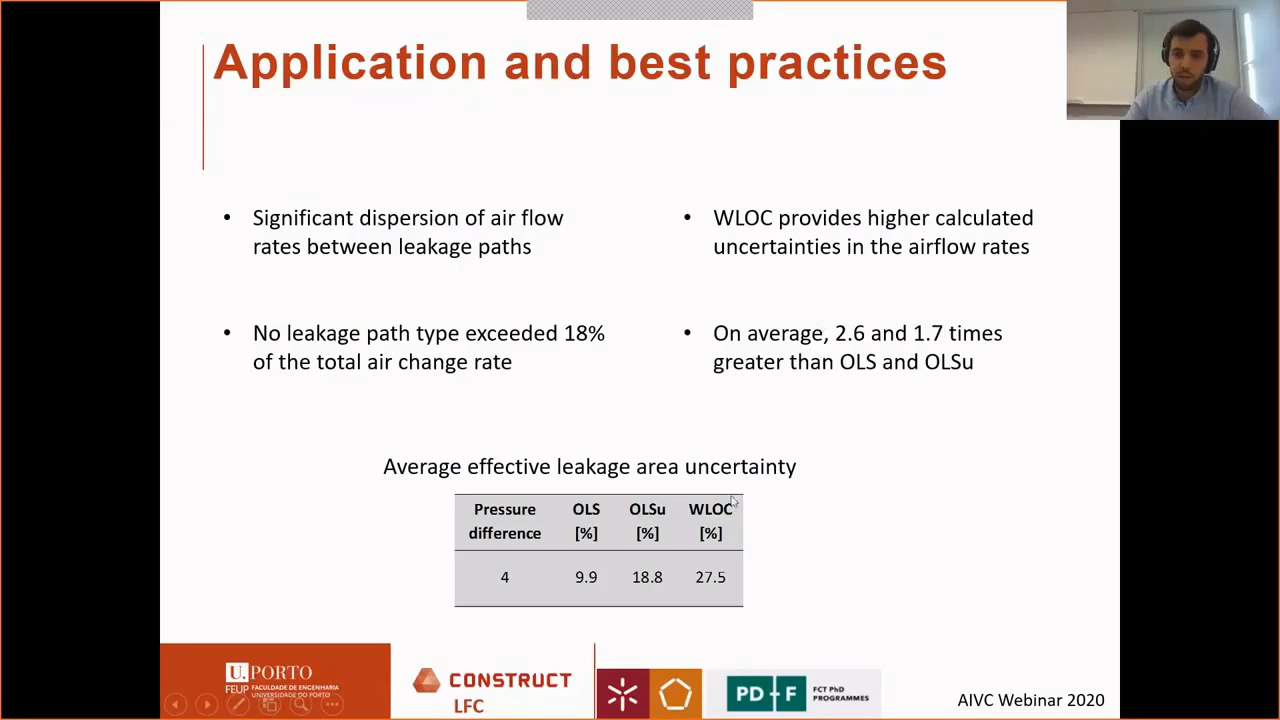 Application and best practices
• Significant dispersion of air flow
rates between leakage paths
• No leakage path type exceeded 18%
of the total air change rate
• WLOC provides higher calculated
uncertainties in the airflow rates
• On average, 2.6 and 1.7 times
greater than OLS and OLSu
Average effective leakage area uncertainty
Pressure difference OLS [%] OLSu [%] WLOC [%]
4 9.9 18.8 27.5
U.PORTO
FEUP FACULDADE DE ENGENHARIA
UNIVERSIDADE DO PORTO
CONSTRUCT
LFC
PD+F FCT PhD
PROGRAMMES
AIVC Webinar 2020